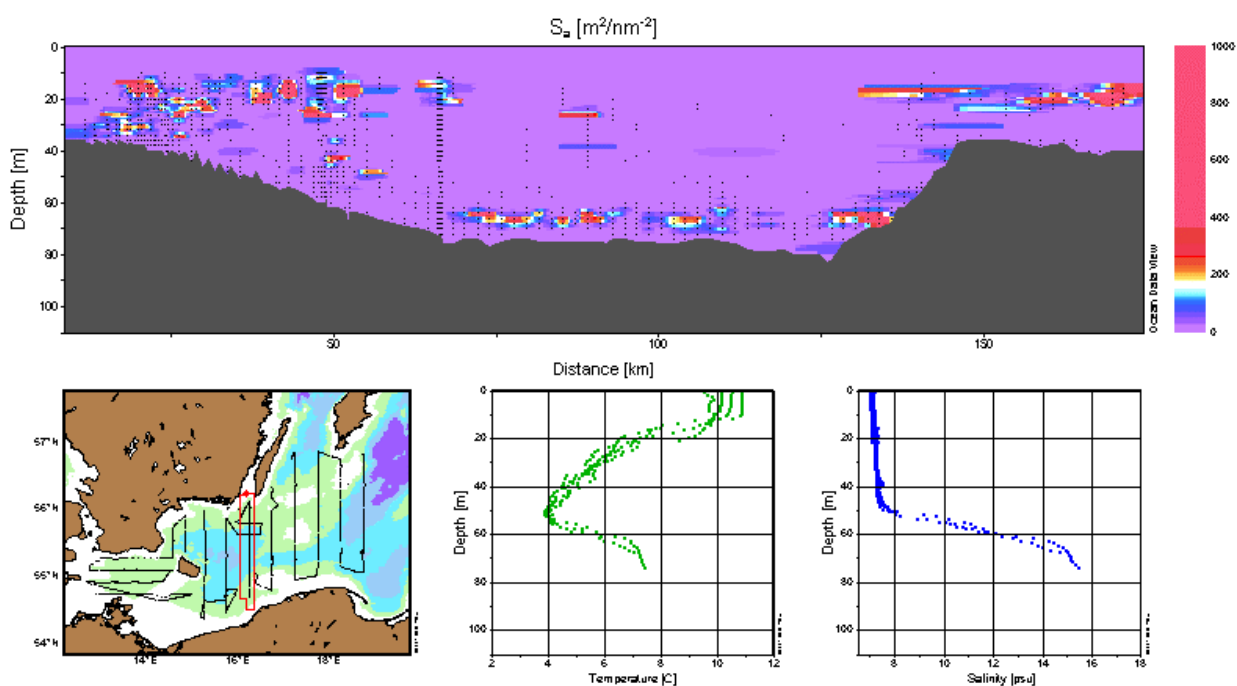 Sa [m²/nm⁻²]
0
20
40
60
80
100
Depth [m]
50
100
150
Distance [km]
Ocean Data View
1000
800
600
400
200
0
57°N
56°N
55°N
54°N
14°E
16°E
18°E
0
20
40
60
80
100
Depth [m]
2
4
6
8
10
12
Temperature [C]
0
20
40
60
80
100
Depth [m]
8
10
12
14
16
18
Salinity [psu]